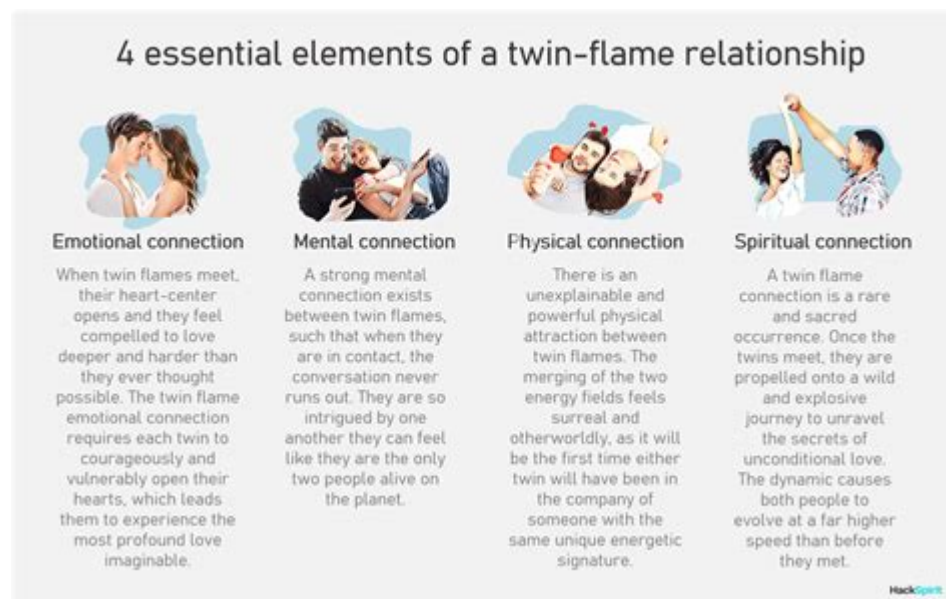 4 essential elements of a twin-flame relationship
Emotional connection
When twin flames meet,
their heart-center
opens and they feel
compelled to love
deeper and harder than
they ever thought
possible. The twin flame
emotional connection
requires each twin to
courageously and
vulnerably open their
hearts, which leads
them to experience the
most profound love
imaginable.
Mental connection
A strong mental
connection exists
between twin flames,
such that when they
are in contact, the
conversation never
runs out. They are so
intrigued by one
another they can feel
like they are the only
two people alive on
the planet.
Physical connection
There is an
unexplainable and
powerful physical
attraction between
twin flames. The
merging of the two
energy fields feels
surreal and
otherworldly, as it will
be the first time either
twin will have been in
the company of
someone with the
same unique energetic
signature.
Spiritual connection
A twin flame
connection is a rare
and sacred
occurrence. Once the
twins meet, they are
propelled onto a wild
and explosive
journey to unravel
the secrets of
unconditional love.
The dynamic causes
both people to
evolve at a far higher
speed than before
they met.
HackSpirit